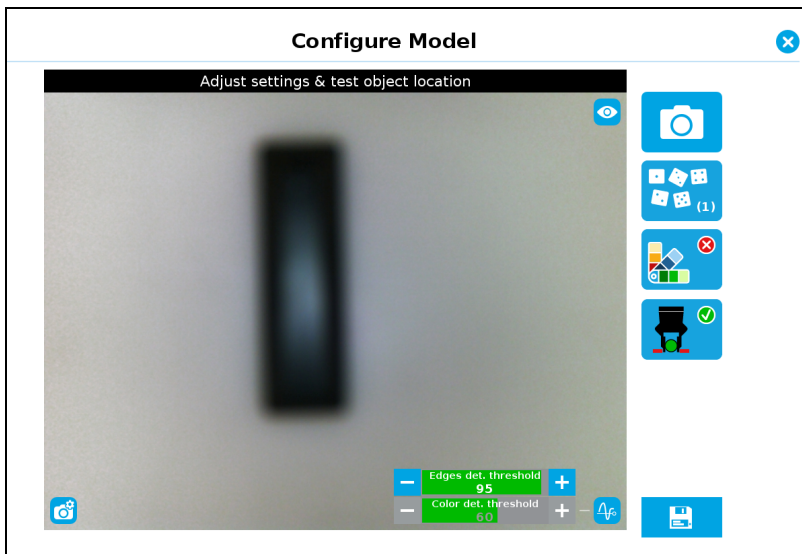 Configure Model
Adjust settings & test object location
(1)
Edges det. threshold
95
Color det. threshold
60